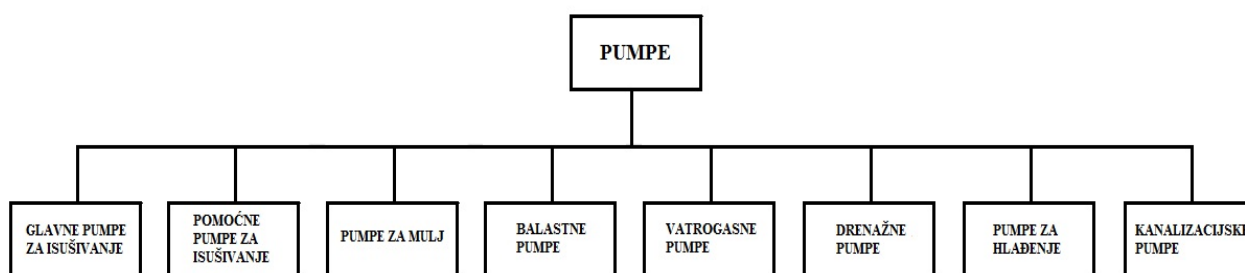 PUMPE
GLAVNE PUMPE
ZA ISUŠIVANJE
POMOĆNE
PUMPE ZA
ISUŠIVANJE
PUMPE ZA MULJ
BALASTNE
PUMPE
VATROGASNE
PUMPE
DRENAŽNE
PUMPE
PUMPE ZA
HLAĐENJE
KANALIZACIJSKE
PUMPE